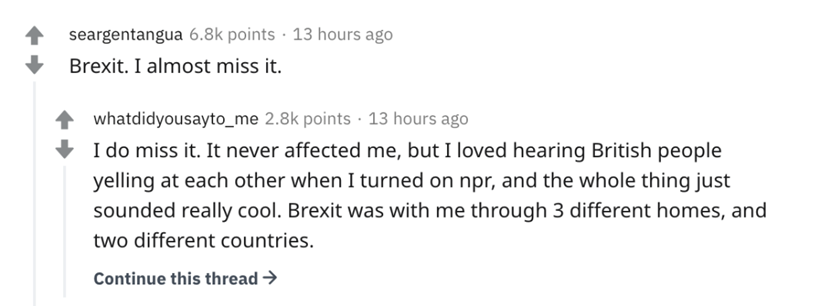 seargentangua 6.8k points · 13 hours ago
Brexit. I almost miss it.
whatdidyousayto_me 2.8k points · 13 hours ago
I do miss it. It never affected me, but I loved hearing British people
yelling at each other when I turned on npr, and the whole thing just
sounded really cool. Brexit was with me through 3 different homes, and
two different countries.
Continue this thread →